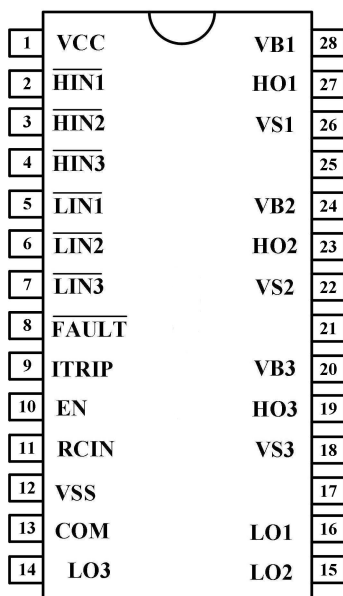 1 VCC VB1 28
2 HIN1 HO1 27
3 HIN2 VS1 26
4 HIN3 25
5 LIN1 VB2 24
6 LIN2 HO2 23
7 LIN3 VS2 22
8 FAULT 21
9 ITRIP VB3 20
10 EN HO3 19
11 RCIN VS3 18
12 VSS 17
13 COM LO1 16
14 LO3 LO2 15